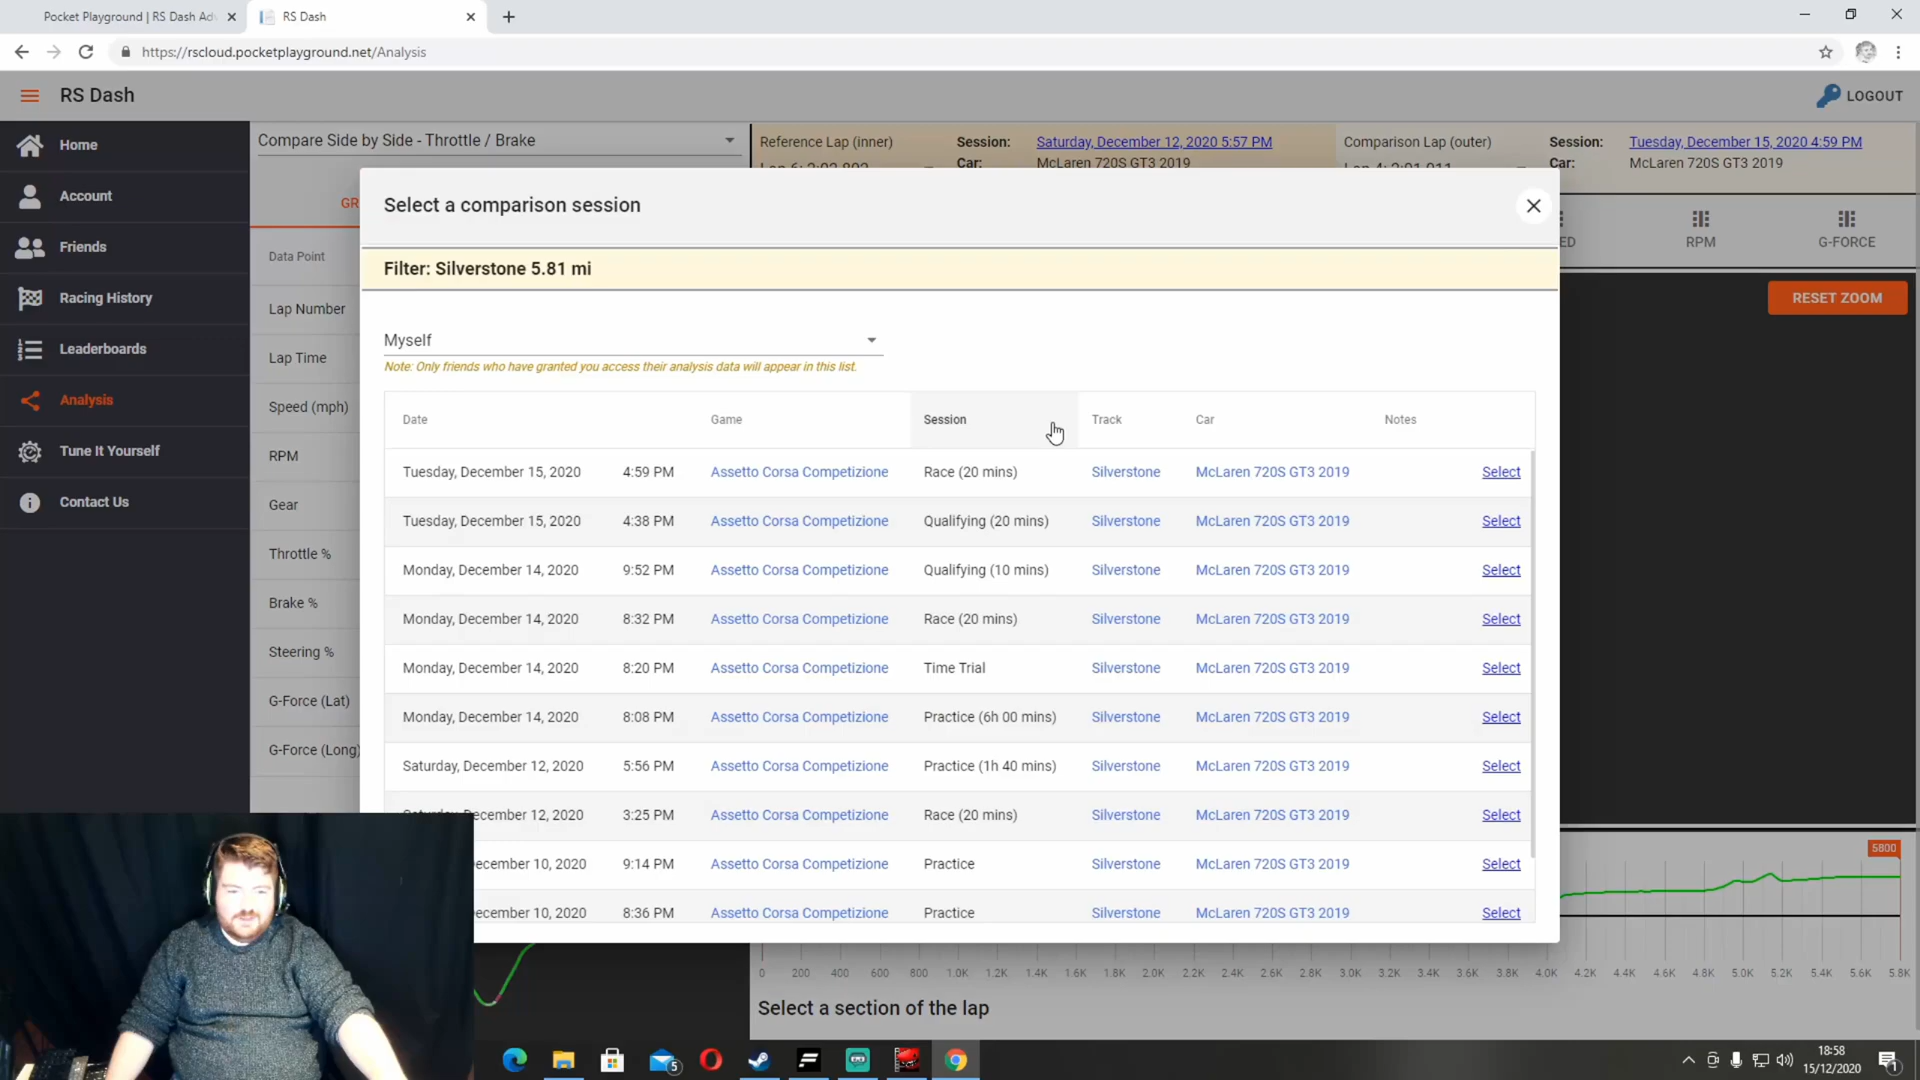 Pocket Playground | RS Dash Ad
RS Dash
https://rscloud.pocketplayground.net/Analysis
RS Dash
LOGOUT
Home
Account
Friends
Racing History
Leaderboards
Analysis
Tune It Yourself
Contact Us
Compare Side by Side - Throttle / Brake
Reference Lap (inner)
Session: Saturday, December 12, 2020 5:57 PM
Car: McLaren 720S GT3 2019
Comparison Lap (outer)
Session: Tuesday, December 15, 2020 4:59 PM
Car: McLaren 720S GT3 2019
GR
Data Point
Lap Number
Lap Time
Speed (mph)
RPM
Gear
Throttle %
Brake %
Steering %
G-Force (Lat)
G-Force (Long)
ED
RPM
G-FORCE
RESET ZOOM
Select a comparison session
Filter: Silverstone 5.81 mi
Myself
Note: Only friends who have granted you access their analysis data will appear in this list.
Date Game Session Track Car Notes
Tuesday, December 15, 2020 4:59 PM Assetto Corsa Competizione Race (20 mins) Silverstone McLaren 720S GT3 2019 Select
Tuesday, December 15, 2020 4:38 PM Assetto Corsa Competizione Qualifying (20 mins) Silverstone McLaren 720S GT3 2019 Select
Monday, December 14, 2020 9:52 PM Assetto Corsa Competizione Qualifying (10 mins) Silverstone McLaren 720S GT3 2019 Select
Monday, December 14, 2020 8:32 PM Assetto Corsa Competizione Race (20 mins) Silverstone McLaren 720S GT3 2019 Select
Monday, December 14, 2020 8:20 PM Assetto Corsa Competizione Time Trial Silverstone McLaren 720S GT3 2019 Select
Monday, December 14, 2020 8:08 PM Assetto Corsa Competizione Practice (6h 00 mins) Silverstone McLaren 720S GT3 2019 Select
Saturday, December 12, 2020 5:56 PM Assetto Corsa Competizione Practice (1h 40 mins) Silverstone McLaren 720S GT3 2019 Select
Saturday, December 12, 2020 3:25 PM Assetto Corsa Competizione Race (20 mins) Silverstone McLaren 720S GT3 2019 Select
ecember 10, 2020 9:14 PM Assetto Corsa Competizione Practice Silverstone McLaren 720S GT3 2019 Select
ecember 10, 2020 8:36 PM Assetto Corsa Competizione Practice Silverstone McLaren 720S GT3 2019 Select
5800
0 200 400 600 800 1.0K 1.2K 1.4K 1.6K 1.8K 2.0K 2.2K 2.4K 2.6K 2.8K 3.0K 3.2K 3.4K 3.6K 3.8K 4.0K 4.2K 4.4K 4.6K 4.8K 5.0K 5.2K 5.4K 5.6K 5.8K
Select a section of the lap
5
18:58
15/12/2020
1